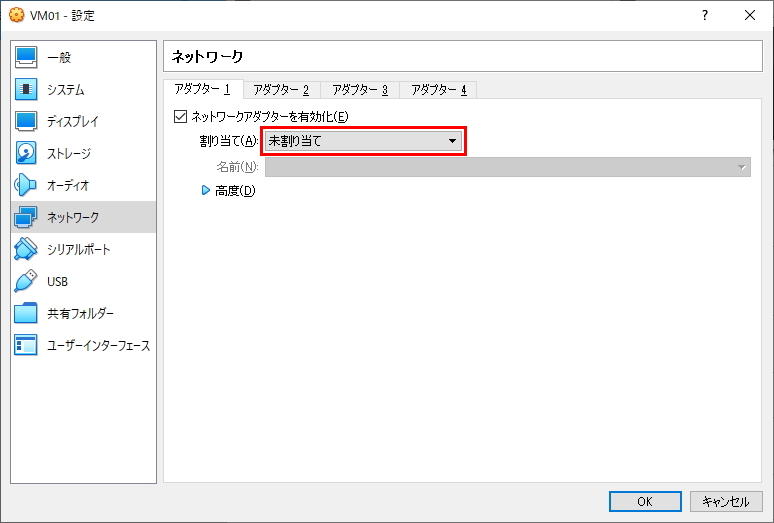 VM01 - 設定
?
一般
システム
ディスプレイ
ストレージ
オーディオ
ネットワーク
シリアルポート
USB
共有フォルダー
ユーザーインターフェース
ネットワーク
アダプター 1
アダプター 2
アダプター 3
アダプター 4
ネットワークアダプターを有効化(E)
割り当て(A):
未割り当て
名前(N):
高度(D)
OK
キャンセル